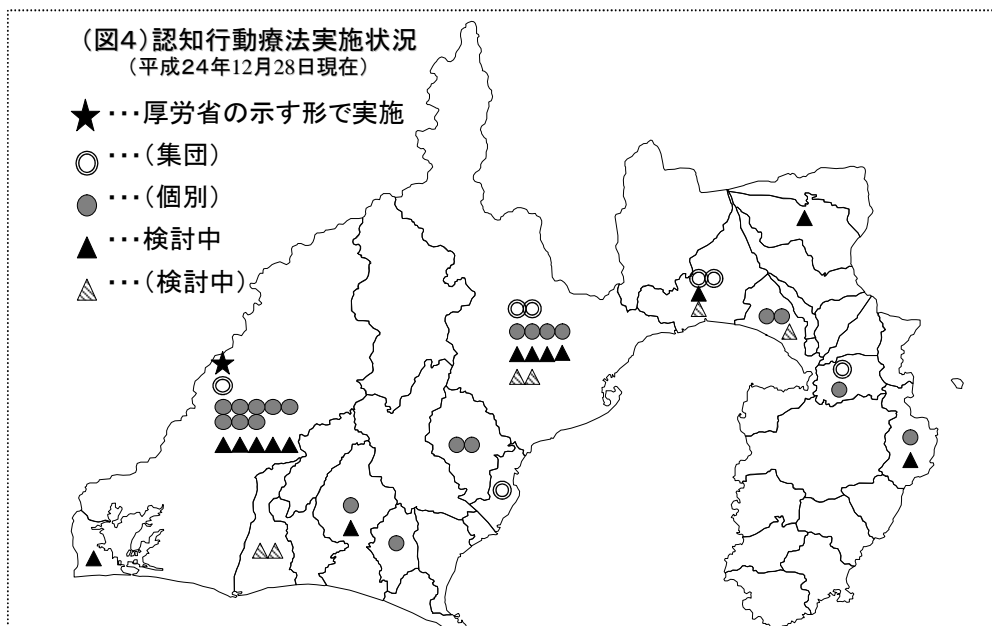 (図4)認知行動療法実施状況
(平成24年12月28日現在)
★・・・厚労省の示す形で実施
◎・・・(集団)
●・・・(個別)
▲・・・検討中
△・・・(検討中)